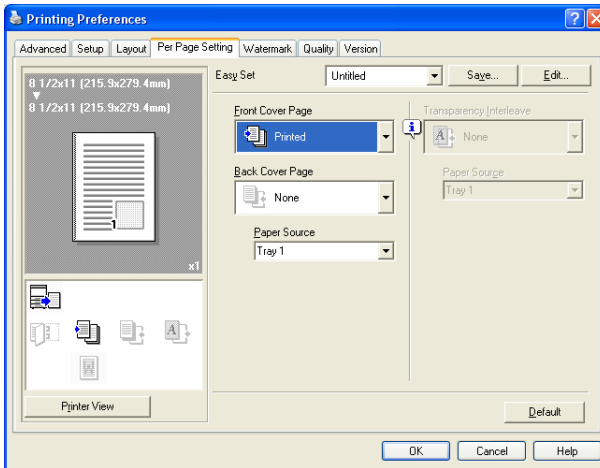 Printing Preferences
Advanced Setup Layout Per Page Setting Watermark Quality Version
8 1/2x11 (215.9x279.4mm)
8 1/2x11 (215.9x279.4mm)
1
x1
Printer View
Easy Set Untitled Save... Edit...
Front Cover Page
Printed
Back Cover Page
None
Paper Source
Tray 1
Transparency Interleave
A None
Paper Source
Tray 1
A
Default
OK Cancel Help